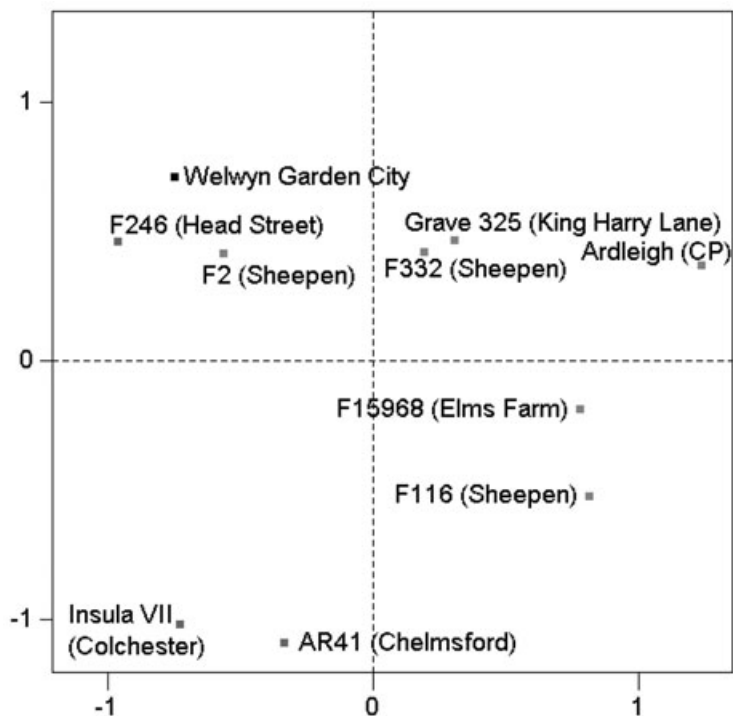 1
Welwyn Garden City
F246 (Head Street)
Grave 325 (King Harry Lane)
Ardleigh (CP)
F2 (Sheepen)
F332 (Sheepen)
0
F15968 (Elms Farm)
F116 (Sheepen)
-1
Insula VII
(Colchester)
AR41 (Chelmsford)
-1 0 1